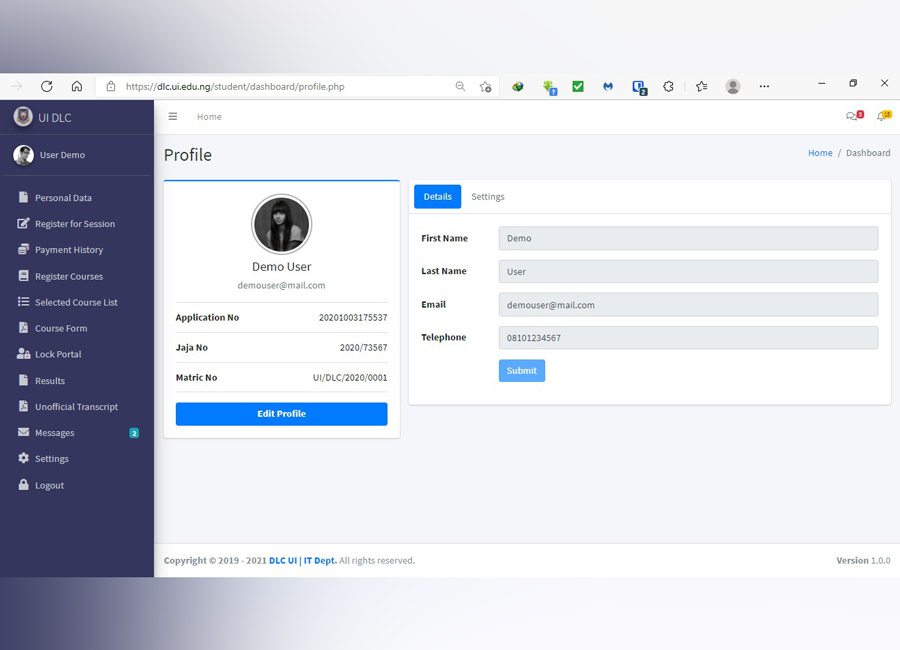 https://dlc.ui.edu.ng/student/dashboard/profile.php
UI DLC
User Demo
Personal Data
Register for Session
Payment History
Register Courses
Selected Course List
Course Form
Lock Portal
Results
Unofficial Transcript
Messages 2
Settings
Logout
Home
Profile
Home / Dashboard
Demo User
demouser@mail.com
Application No 20201003175537
Jaja No 2020/73567
Matric No UI/DLC/2020/0001
Edit Profile
Details Settings
First Name Demo
Last Name User
Email demouser@mail.com
Telephone 08101234567
Submit
Copyright © 2019 - 2021 DLC UI | IT Dept. All rights reserved.
Version 1.0.0